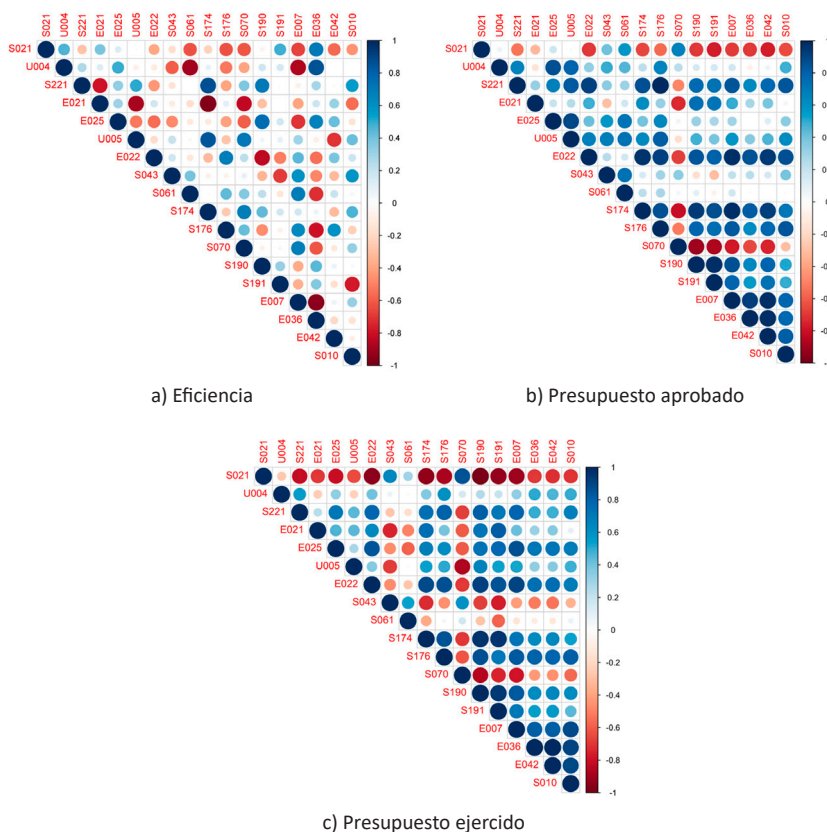 S021 U004 S221 E021 E025 U005 E022 S043 S061 S174 S176 S070 S190 S191 E007 E036 E042 S010
S021
U004
S221
E021
E025
U005
E022
S043
S061
S174
S176
S070
S190
S191
E007
E036
E042
S010
1
0.8
0.6
0.4
0.2
0
-0.2
-0.4
-0.6
-0.8
-1
a) Eficiencia
S021 U004 S221 E021 E025 U005 E022 S043 S061 S174 S176 S070 S190 S191 E007 E036 E042 S010
S021
U004
S221
E021
E025
U005
E022
S043
S061
S174
S176
S070
S190
S191
E007
E036
E042
S010
b) Presupuesto aprobado
S021 U004 S221 E021 E025 U005 E022 S043 S061 S174 S176 S070 S190 S191 E007 E036 E042 S010
S021
U004
S221
E021
E025
U005
E022
S043
S061
S174
S176
S070
S190
S191
E007
E036
E042
S010
1
0.8
0.6
0.4
0.2
0
-0.2
-0.4
-0.6
-0.8
-1
c) Presupuesto ejercido